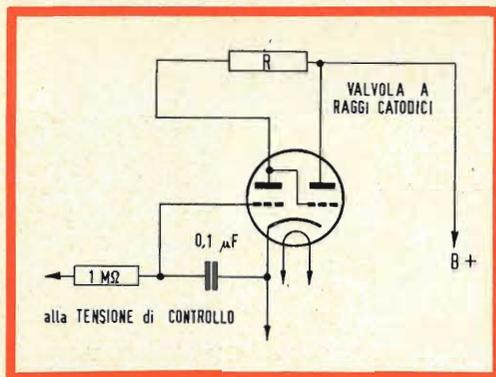 R
VALVOLA A
RAGGI CATODICI
0,1 µF
B +
1 MΩ
alla TENSIONE di CONTROLLO